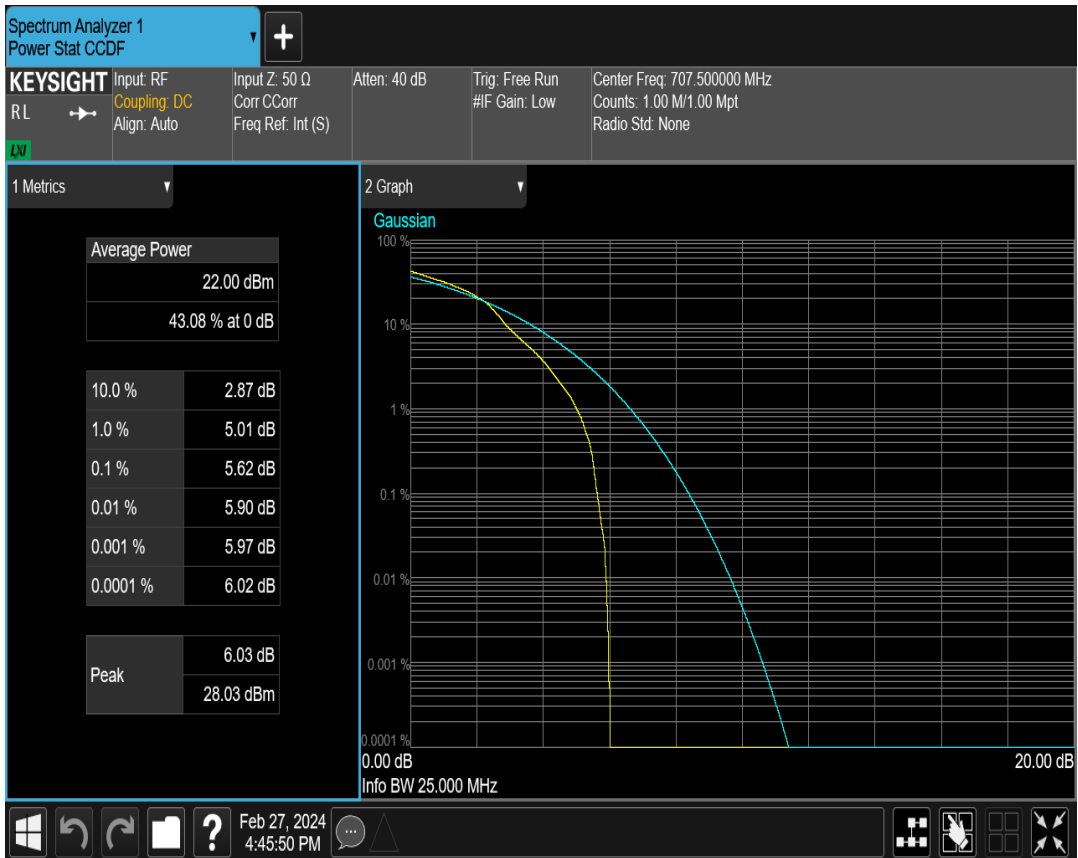 Spectrum Analyzer 1
Power Stat CCDF
KEYSIGHT
RL
LXI
Input: RF
Coupling: DC
Align: Auto
Input Z: 50 Ω
Corr CCorr
Freq Ref: Int (S)
Atten: 40 dB
Trig: Free Run
#IF Gain: Low
Center Freq: 707.500000 MHz
Counts: 1.00 M/1.00 Mpt
Radio Std: None
1 Metrics
Average Power
22.00 dBm
43.08 % at 0 dB
10.0 % 2.87 dB
1.0 % 5.01 dB
0.1 % 5.62 dB
0.01 % 5.90 dB
0.001 % 5.97 dB
0.0001 % 6.02 dB
Peak
6.03 dB
28.03 dBm
2 Graph
Gaussian
100 %
10 %
1 %
0.1 %
0.01 %
0.001 %
0.0001 %
0.00 dB 20.00 dB
Info BW 25.000 MHz
Feb 27, 2024
4:45:50 PM